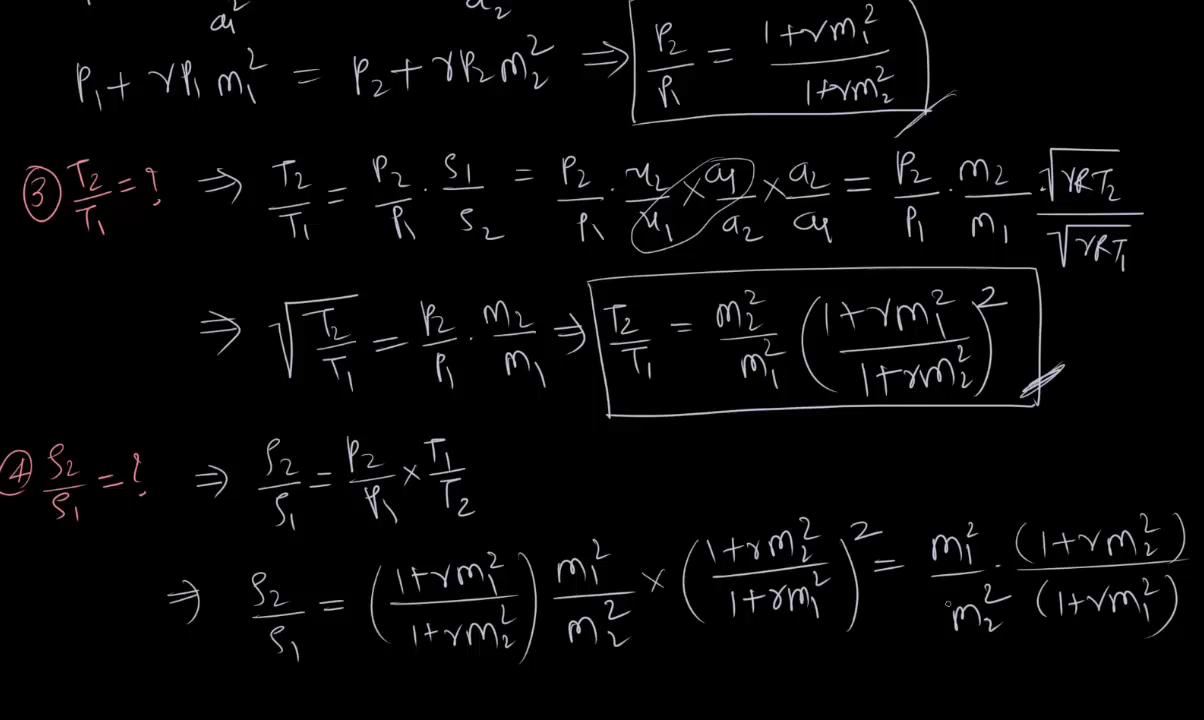 a₁² a₂
P₁ + γP₁m₁² = P₂ + γP₂m₂² ⇒ P₂/P₁ = (1+γm₁²)/(1+γm₂²)
③ T₂/T₁ = ? ⇒ T₂/T₁ = P₂/P₁ · ρ₁/ρ₂ = P₂/P₁ · u₂/u₁ × a₁/a₂ × a₂/a₁ = P₂/P₁ · m₂/m₁ · √(γRT₂)/√(γRT₁)
⇒ √(T₂/T₁) = P₂/P₁ · m₂/m₁ ⇒ T₂/T₁ = m₂²/m₁² ((1+γm₁²)/(1+γm₂²))²
④ ρ₂/ρ₁ = ? ⇒ ρ₂/ρ₁ = P₂/P₁ × T₁/T₂
⇒ ρ₂/ρ₁ = ((1+γm₁²)/(1+γm₂²)) m₁²/m₂² × ((1+γm₂²)/(1+γm₁²))² = m₁²/m₂² · (1+γm₂²)/(1+γm₁²)